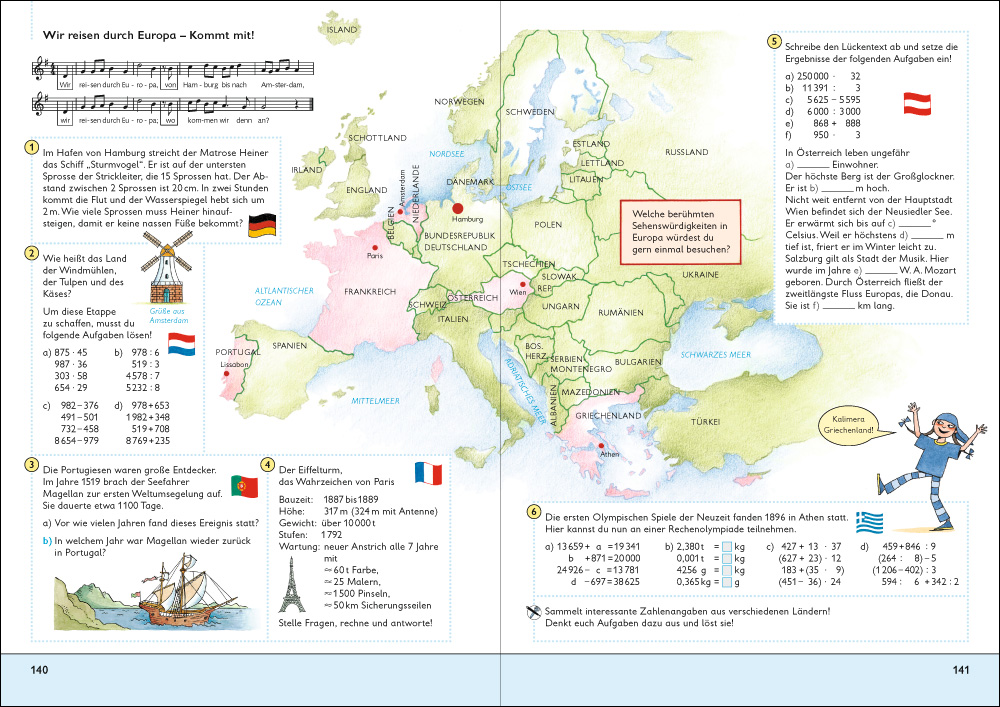 Wir reisen durch Europa – Kommt mit!
Wir rei-sen durch Eu - ro - pa, von Ham - burg bis nach Am-ster-dam,
wir rei-sen durch Eu - ro - pa; wo kom-men wir denn an?
1
Im Hafen von Hamburg streicht der Matrose Heiner
das Schiff „Sturmvogel“. Er ist auf der untersten
Sprosse der Strickleiter, die 15 Sprossen hat. Der Ab-
stand zwischen 2 Sprossen ist 20 cm. In zwei Stunden
kommt die Flut und der Wasserspiegel hebt sich um
2 m. Wie viele Sprossen muss Heiner hinauf-
steigen, damit er keine nassen Füße bekommt?
2
Wie heißt das Land
der Windmühlen,
der Tulpen und des
Käses?
Grüße aus
Amsterdam
Um diese Etappe
zu schaffen, musst du
folgende Aufgaben lösen!
a) 875 · 45 b) 978 : 6
987 · 36 519 : 3
303 · 58 4578 : 7
654 · 29 5232 : 8
c) 982 – 376 d) 978 + 653
491 – 501 1982 + 348
732 – 458 519 + 708
8654 – 979 8769 + 235
3
Die Portugiesen waren große Entdecker.
Im Jahre 1519 brach der Seefahrer
Magellan zur ersten Weltumsegelung auf.
Sie dauerte etwa 1100 Tage.
a) Vor wie vielen Jahren fand dieses Ereignis statt?
b) In welchem Jahr war Magellan wieder zurück
in Portugal?
4
Der Eiffelturm,
das Wahrzeichen von Paris
Bauzeit: 1887 bis 1889
Höhe: 317 m (324 m mit Antenne)
Gewicht: über 10 000 t
Stufen: 1 792
Wartung: neuer Anstrich alle 7 Jahre
mit
≈ 60 t Farbe,
≈ 25 Malern,
≈ 1500 Pinseln,
≈ 50 km Sicherungsseilen
Stelle Fragen, rechne und antworte!
ISLAND
NORWEGEN
SCHWEDEN
SCHOTTLAND
NORDSEE
ESTLAND
LETTLAND
RUSSLAND
IRLAND
LITAUEN
DÄNEMARK
OSTSEE
ENGLAND
Amsterdam
NIEDERLANDE
Hamburg
BELGIEN
POLEN
BUNDESREPUBLIK
DEUTSCHLAND
Paris
Welche berühmten
Sehenswürdigkeiten in
Europa würdest du
gern einmal besuchen?
TSCHECHIEN
SLOWAK.
REP.
UKRAINE
ALTLANTISCHER
OZEAN
FRANKREICH
SCHWEIZ
ÖSTERREICH
Wien
UNGARN
RUMÄNIEN
ITALIEN
PORTUGAL
Lissabon
SPANIEN
BOS.
HERZ.
SERBIEN
MONTENEGRO
BULGARIEN
SCHWARZES MEER
ADRIATISCHES MEER
MITTELMEER
ALBANIEN
MAZEDONIEN
GRIECHENLAND
TÜRKEI
Athen
Kalimera
Griechenland!
5
Schreibe den Lückentext ab und setze die
Ergebnisse der folgenden Aufgaben ein!
a) 250 000 · 32
b) 11 391 : 3
c) 5 625 – 5 595
d) 6 000 : 3 000
e) 868 + 888
f) 950 · 3
In Österreich leben ungefähr
a) ______ Einwohner.
Der höchste Berg ist der Großglockner.
Er ist b) ______ m hoch.
Nicht weit entfernt von der Hauptstadt
Wien befindet sich der Neusiedler See.
Er erwärmt sich bis auf c) ______ °
Celsius. Weil er höchstens d) ______ m
tief ist, friert er im Winter leicht zu.
Salzburg gilt als Stadt der Musik. Hier
wurde im Jahre e) ______ W. A. Mozart
geboren. Durch Österreich fließt der
zweitlängste Fluss Europas, die Donau.
Sie ist f) ______ km lang.
6
Die ersten Olympischen Spiele der Neuzeit fanden 1896 in Athen statt.
Hier kannst du nun an einer Rechenolympiade teilnehmen.
a) 13 659 + a = 19 341 b) 2,380 t = kg c) 427 + 13 · 37 d) 459 + 846 : 9
b + 871 = 20 000 0,001 t = kg (627 + 23) · 12 (264 : 8) – 5
24 926 – c = 13 781 4256 g = kg 183 + (35 · 9) (1 206 – 402) : 3
d – 697 = 38 625 0,365 kg = g (451 – 36) · 24 594 : 6 + 342 : 2
Sammelt interessante Zahlenangaben aus verschiedenen Ländern!
Denkt euch Aufgaben dazu aus und löst sie!
140
141